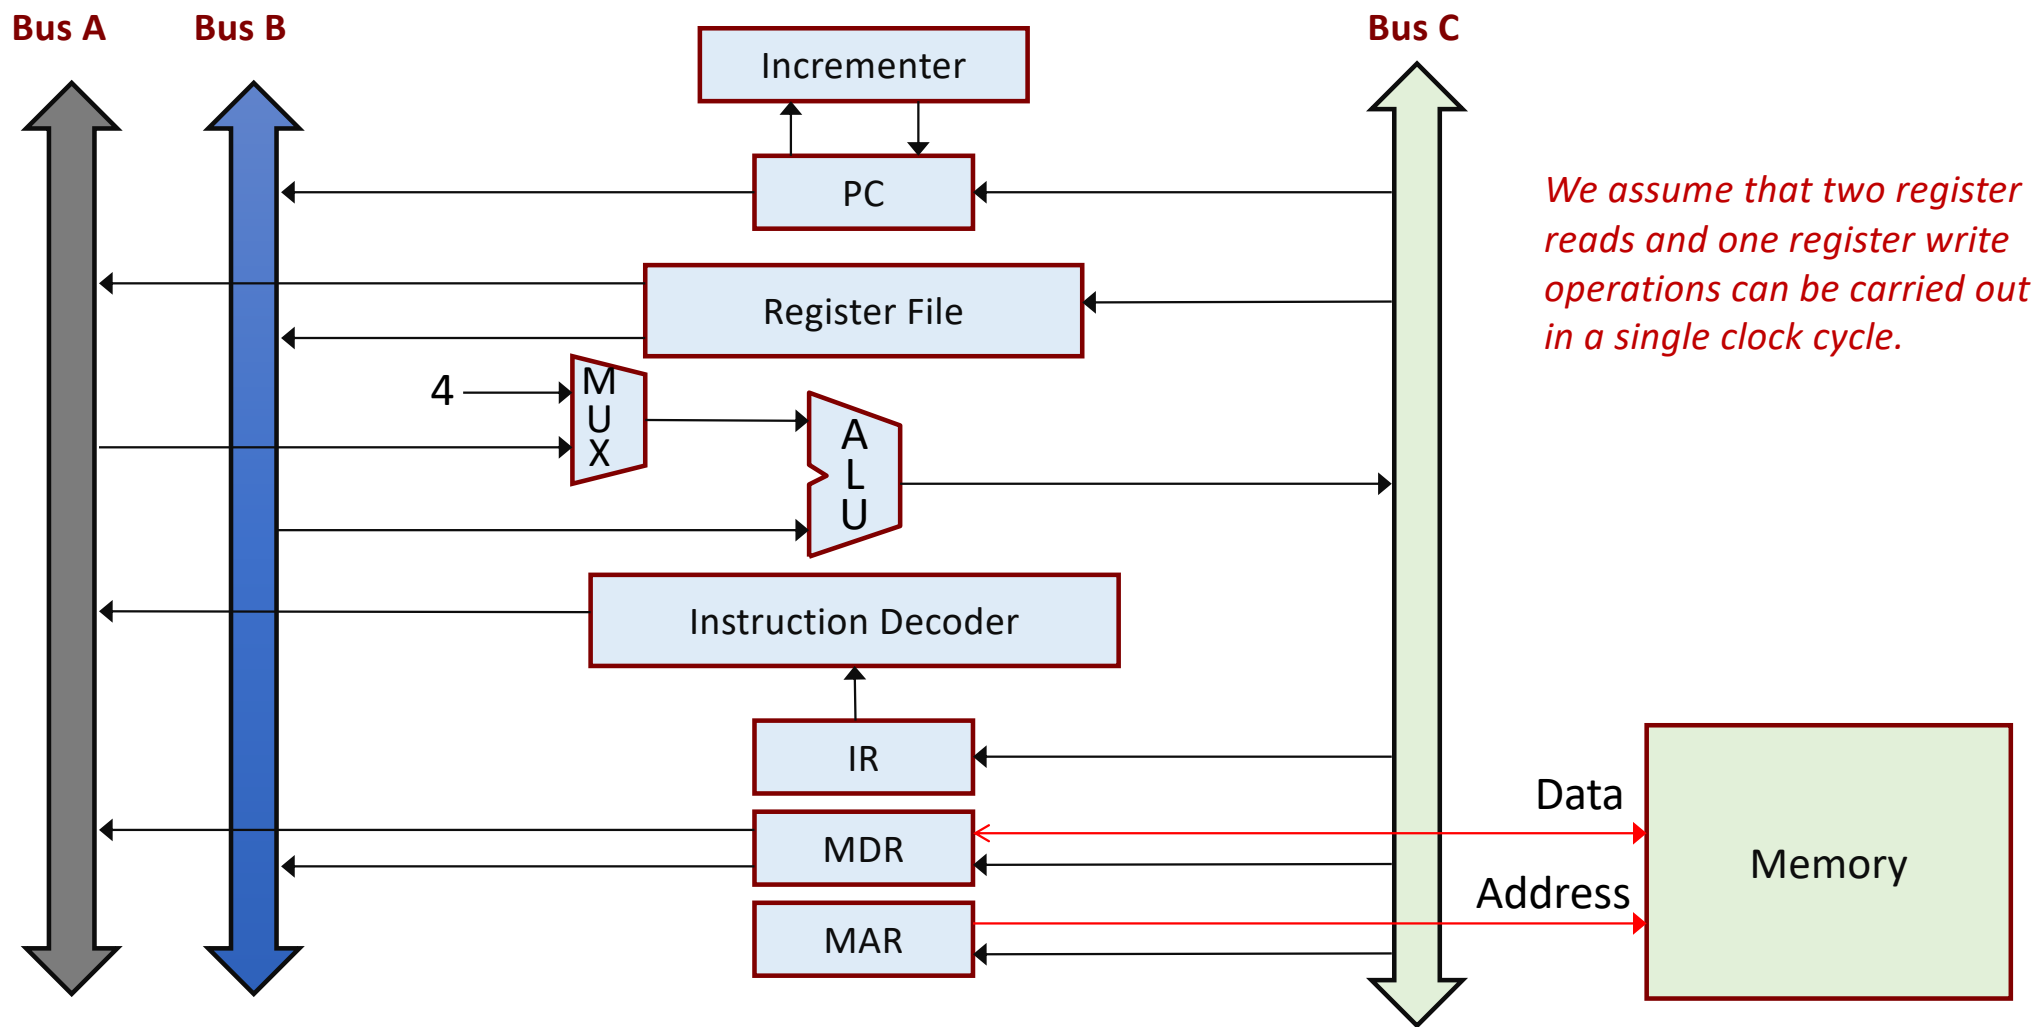 Bus A
Bus B
Bus C
Incrementer
PC
We assume that two register
reads and one register write
operations can be carried out
in a single clock cycle.
Register File
4
M
U
X
A
L
U
Instruction Decoder
IR
Data
MDR
Memory
Address
MAR